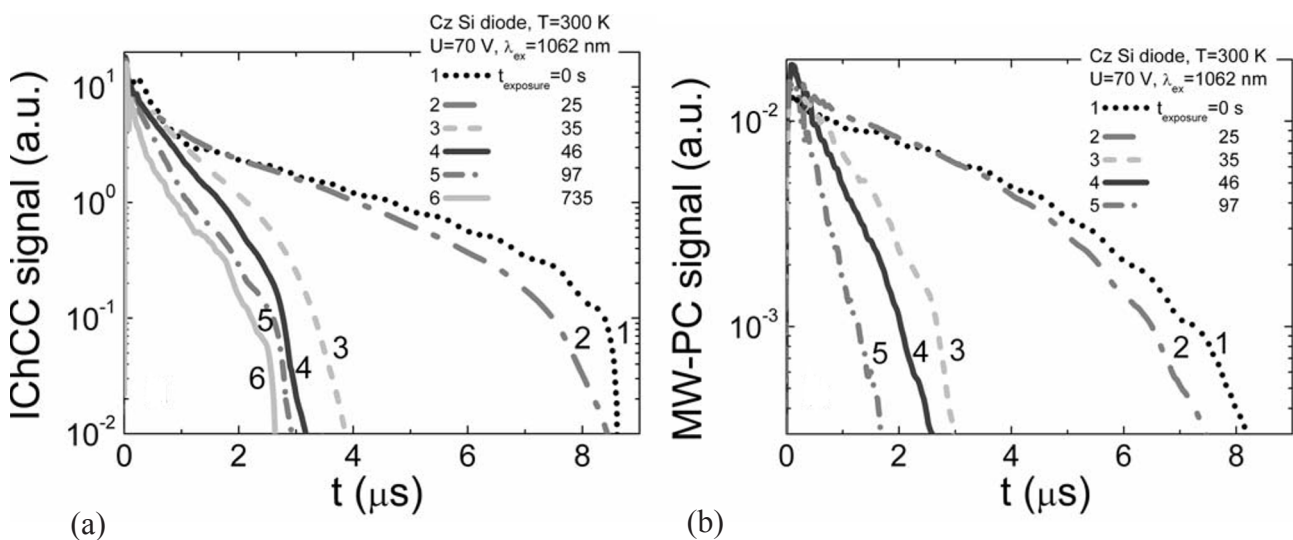 Cz Si diode, T=300 K
U=70 V, λex=1062 nm
1 texposure=0 s
2 25
3 35
4 46
5 97
6 735
IChCC signal (a.u.)
10^1
10^0
10^-1
10^-2
1
2
3
4
5
6
0 2 4 6 8
t (μs)
(a)
Cz Si diode, T=300 K
U=70 V, λex=1062 nm
1 texposure=0 s
2 25
3 35
4 46
5 97
MW-PC signal (a.u.)
10^-2
10^-3
5
4
3
2
1
0 2 4 6 8
t (μs)
(b)